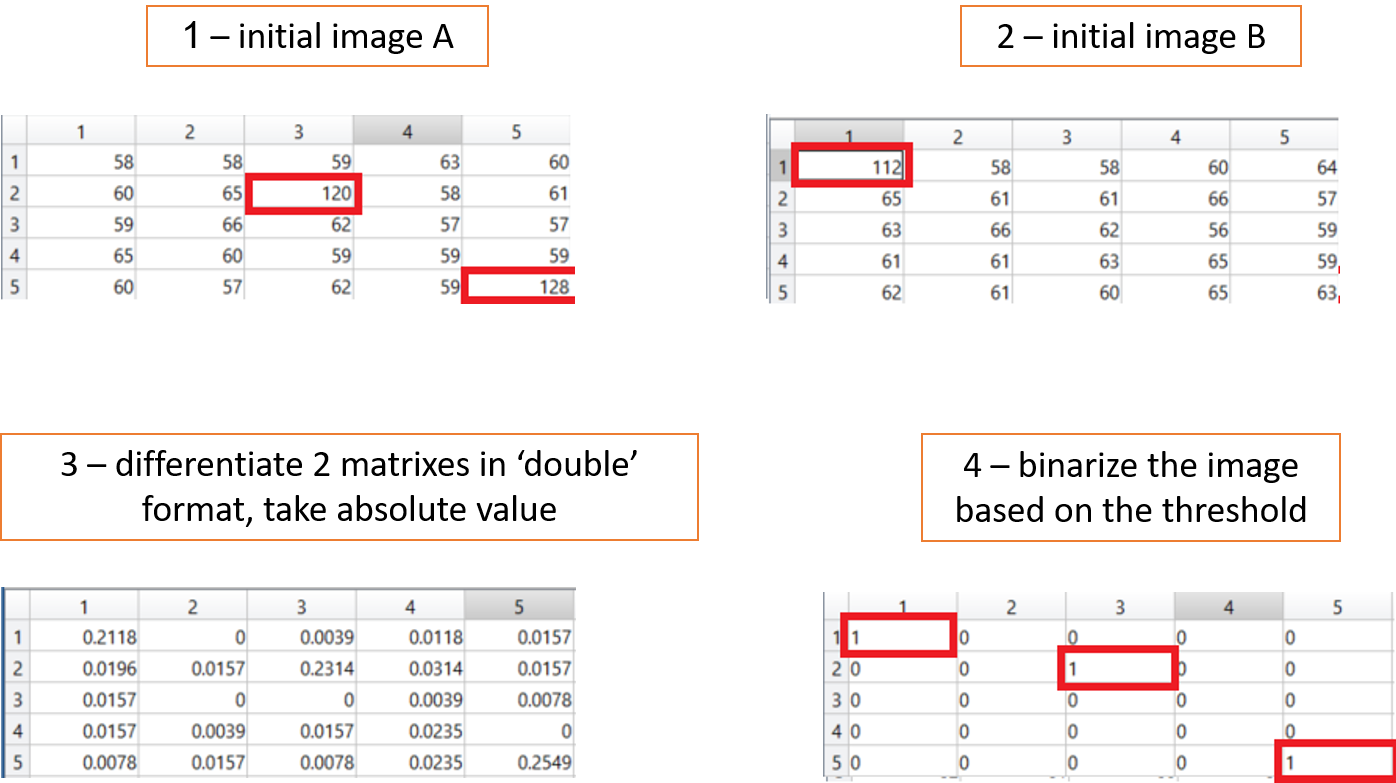 1 – initial image A
2 – initial image B
1 2 3 4 5
1 58 58 59 63 60
2 60 65 120 58 61
3 59 66 62 57 57
4 65 60 59 59 59
5 60 57 62 59 128
1 2 3 4 5
1 112 58 58 60 64
2 65 61 61 66 57
3 63 66 62 56 59
4 61 61 63 65 59
5 62 61 60 65 63
3 – differentiate 2 matrixes in ‘double’
format, take absolute value
4 – binarize the image
based on the threshold
1 2 3 4 5
1 0.2118 0 0.0039 0.0118 0.0157
2 0.0196 0.0157 0.2314 0.0314 0.0157
3 0.0157 0 0 0.0039 0.0078
4 0.0157 0.0039 0.0157 0.0235 0
5 0.0078 0.0157 0.0078 0.0235 0.2549
1 2 3 4 5
1 1 0 0 0 0
2 0 0 1 0 0
3 0 0 0 0 0
4 0 0 0 0 0
5 0 0 0 0 1